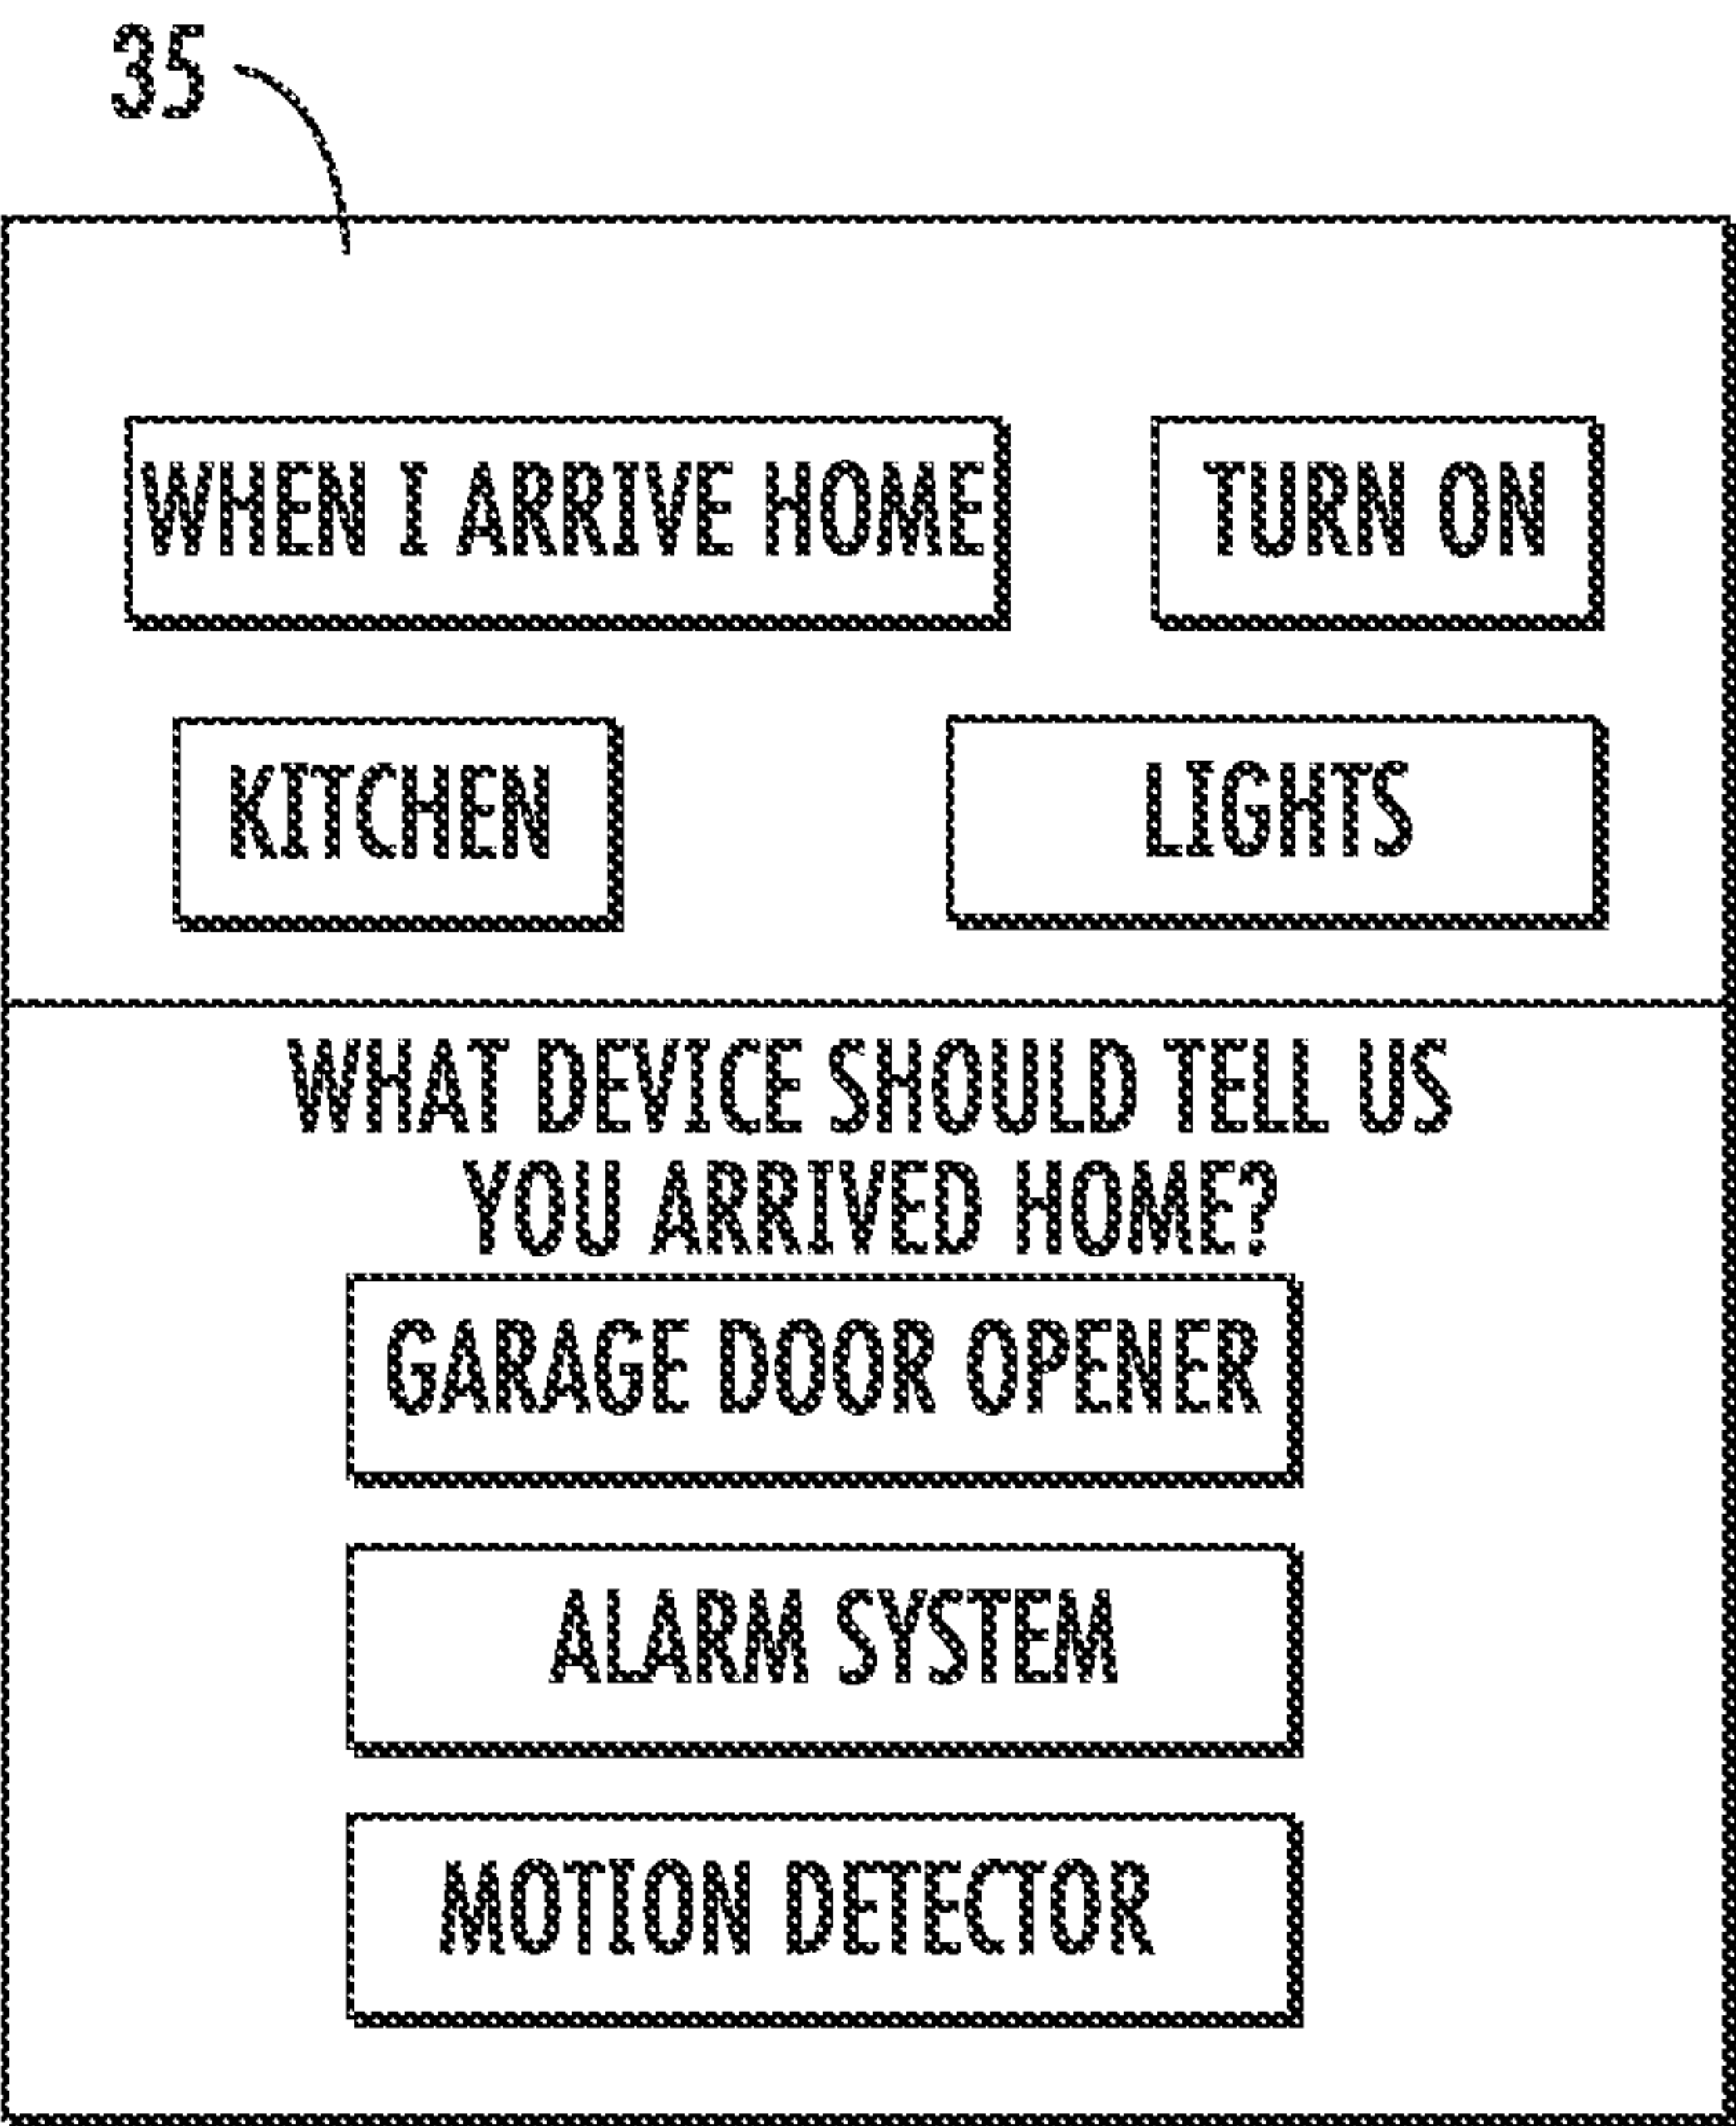 35
WHEN I ARRIVE HOME
TURN ON
KITCHEN
LIGHTS
WHAT DEVICE SHOULD TELL US
YOU ARRIVED HOME?
GARAGE DOOR OPENER
ALARM SYSTEM
MOTION DETECTOR